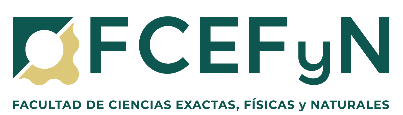 FCEFyN
FACULTAD DE CIENCIAS EXACTAS, FÍSICAS y NATURALES